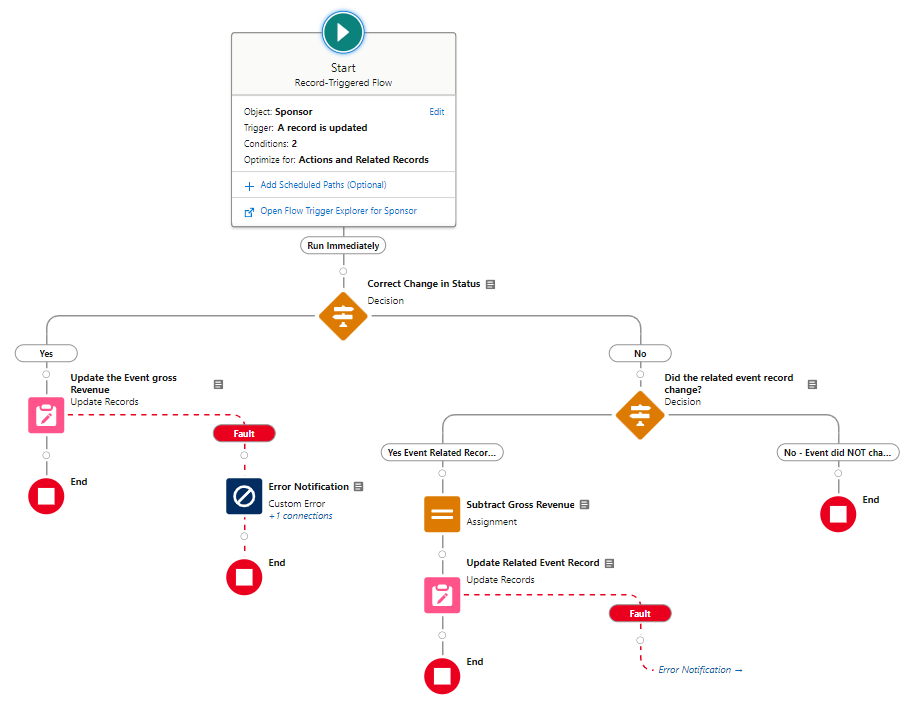 Start
Record-Triggered Flow
Object: Sponsor
Edit
Trigger: A record is updated
Conditions: 2
Optimize for: Actions and Related Records
Add Scheduled Paths (Optional)
Open Flow Trigger Explorer for Sponsor
Run Immediately
Correct Change in Status
Decision
Yes
No
Update the Event gross
Revenue
Update Records
Did the related event record
change?
Decision
Fault
Yes Event Related Recor...
No - Event did NOT cha...
End
Error Notification
Custom Error
+1 connections
End
Subtract Gross Revenue
Assignment
End
Update Related Event Record
Update Records
Fault
End
Error Notification →